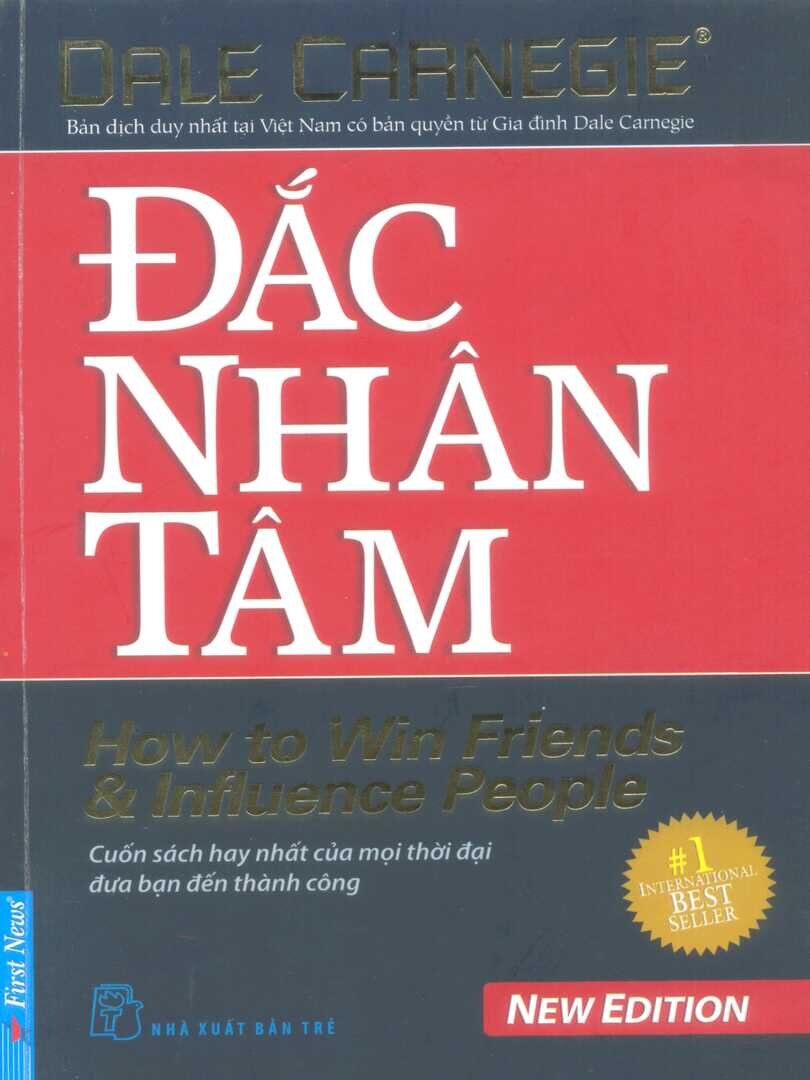 DALE CARNEGIE®
Bản dịch duy nhất tại Việt Nam có bản quyền từ Gia đình Dale Carnegie
ĐẮC
NHÂN
TÂM
How to Win Friends
& Influence People
Cuốn sách hay nhất của mọi thời đại
đưa bạn đến thành công
#1
INTERNATIONAL
BEST
SELLER
First News®
NHÀ XUẤT BẢN TRẺ
NEW EDITION